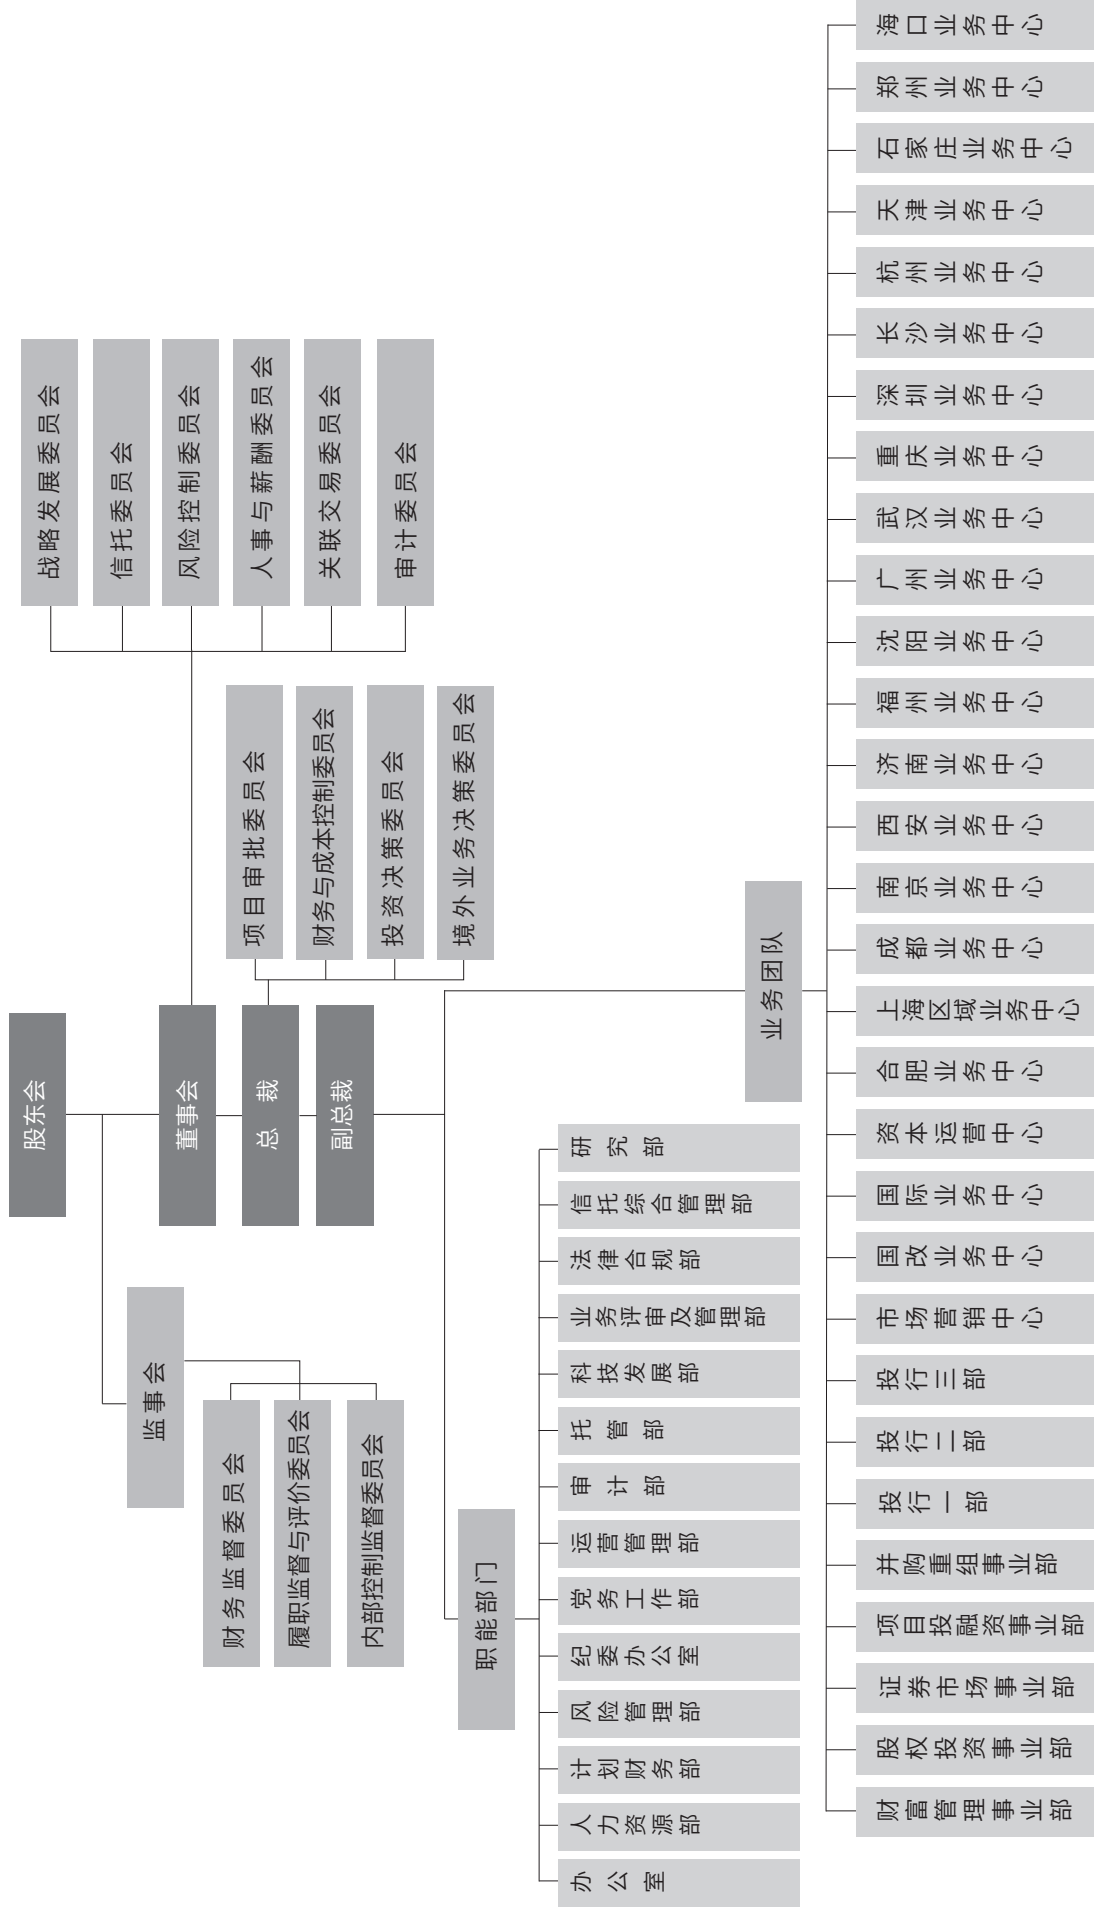 股东会
监事会
董事会
总 裁
副总裁
财务监督委员会
履职监督与评价委员会
内部控制监督委员会
战略发展委员会
信托委员会
风险控制委员会
人事与薪酬委员会
关联交易委员会
审计委员会
项目审批委员会
财务与成本控制委员会
投资决策委员会
境外业务决策委员会
职能部门
业务团队
办公室
人力资源部
计划财务部
风险管理部
纪委办公室
党务工作部
运营管理部
审计部
托管部
科技发展部
业务评审及管理部
法律合规部
信托综合管理部
研究部
财富管理事业部
股权投资事业部
证券市场事业部
项目投融资事业部
并购重组事业部
投行一部
投行二部
投行三部
市场营销中心
国改业务中心
国际业务中心
资本运营中心
合肥业务中心
上海区域业务中心
成都业务中心
南京业务中心
西安业务中心
济南业务中心
福州业务中心
沈阳业务中心
广州业务中心
武汉业务中心
重庆业务中心
深圳业务中心
长沙业务中心
杭州业务中心
天津业务中心
石家庄业务中心
郑州业务中心
海口业务中心